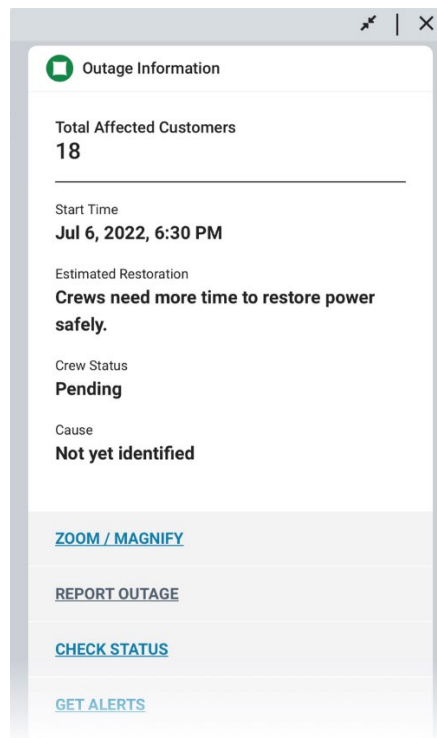 Outage Information
Total Affected Customers
18
Start Time
Jul 6, 2022, 6:30 PM
Estimated Restoration
Crews need more time to restore power
safely.
Crew Status
Pending
Cause
Not yet identified
ZOOM / MAGNIFY
REPORT OUTAGE
CHECK STATUS
GET ALERTS